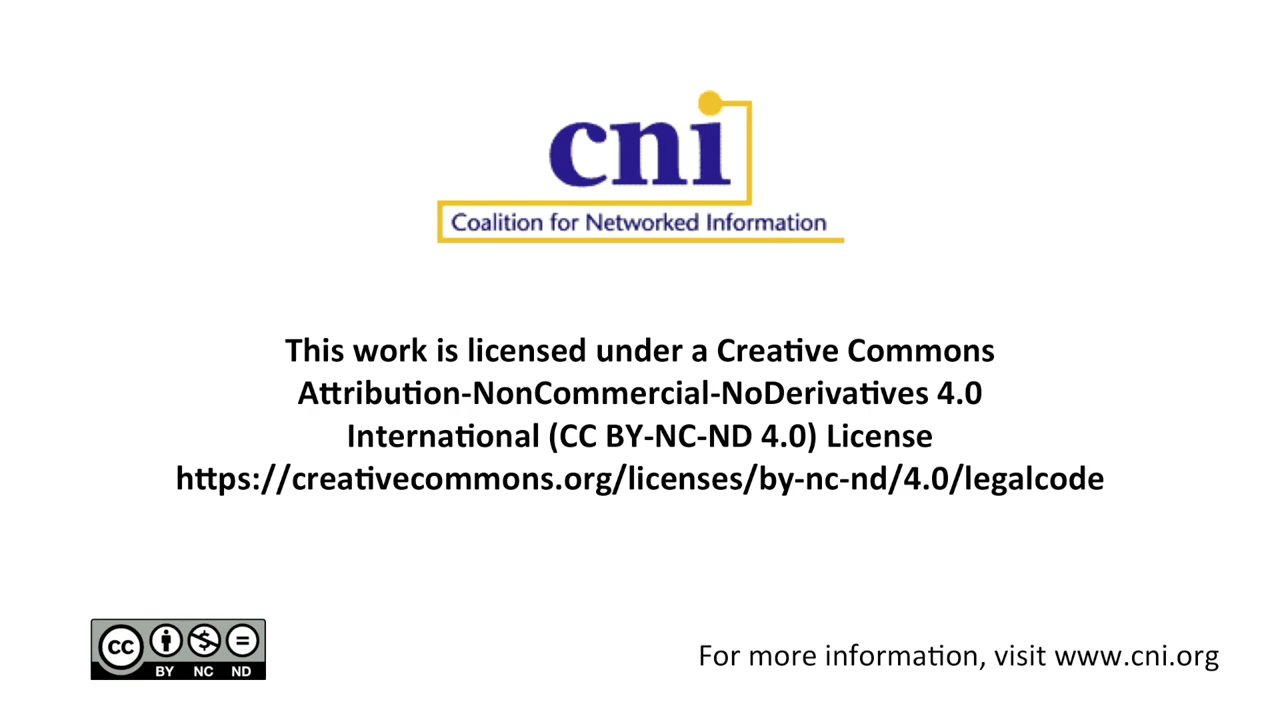 cni
Coalition for Networked Information
This work is licensed under a Creative Commons
Attribution-NonCommercial-NoDerivatives 4.0
International (CC BY-NC-ND 4.0) License
https://creativecommons.org/licenses/by-nc-nd/4.0/legalcode
cc
BY NC ND
For more information, visit www.cni.org